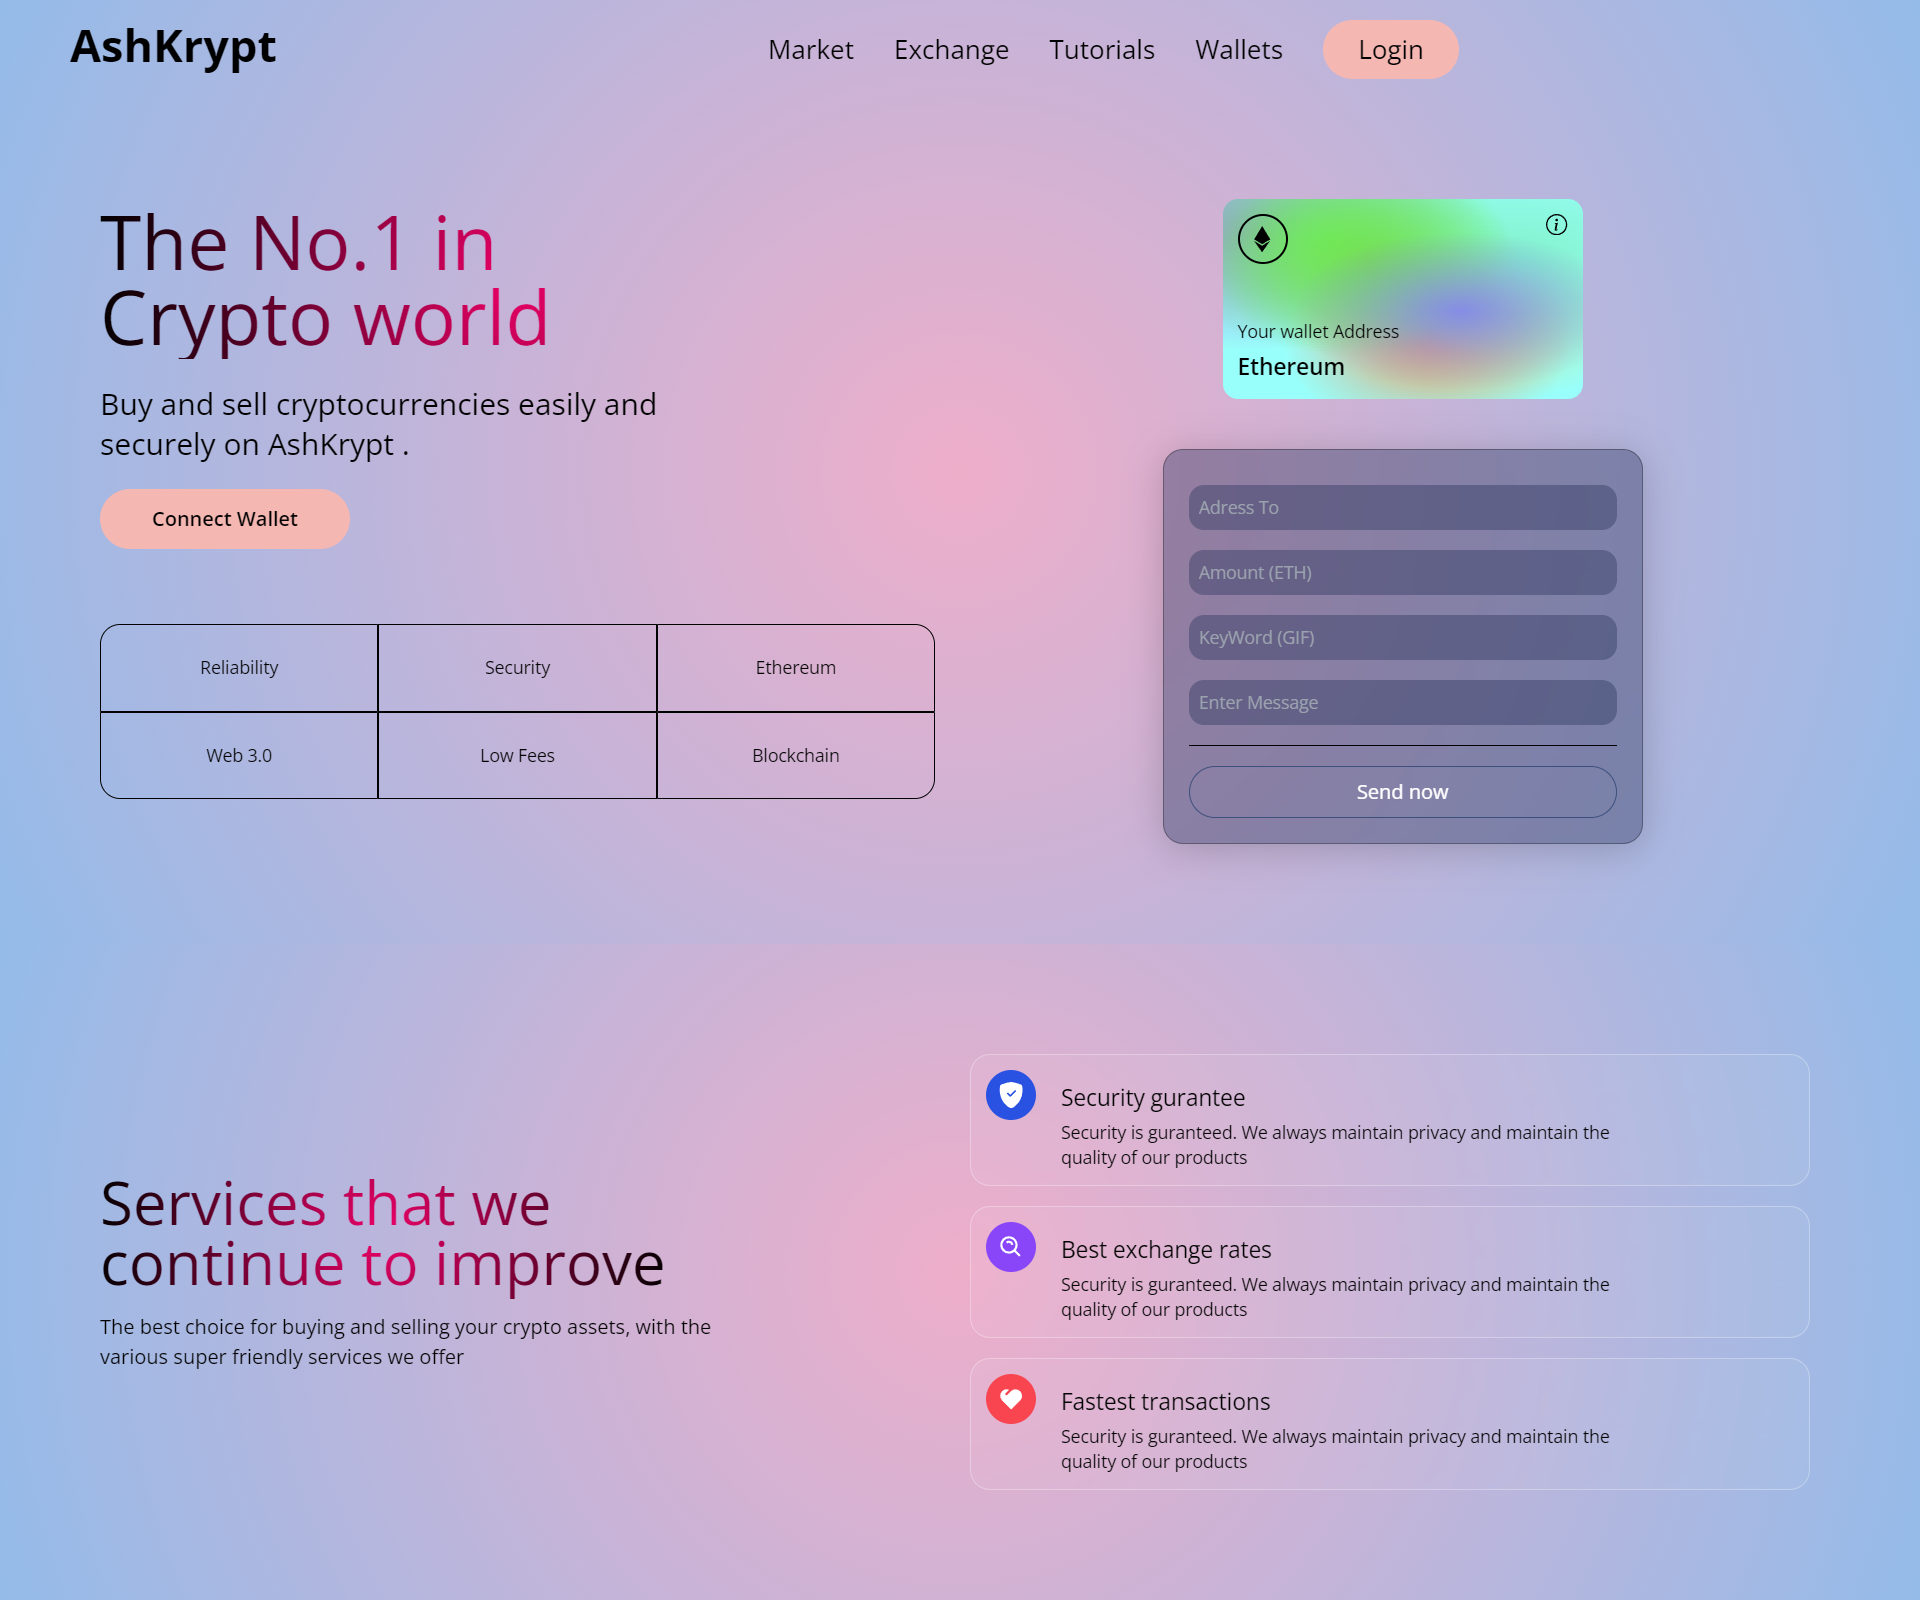 AshKrypt
Market Exchange Tutorials Wallets Login
The No.1 in
Crypto world
Buy and sell cryptocurrencies easily and
securely on AshKrypt .
Connect Wallet
Reliability Security Ethereum
Web 3.0 Low Fees Blockchain
Your wallet Address
Ethereum
Adress To
Amount (ETH)
KeyWord (GIF)
Enter Message
Send now
Services that we
continue to improve
The best choice for buying and selling your crypto assets, with the
various super friendly services we offer
Security gurantee
Security is guranteed. We always maintain privacy and maintain the
quality of our products
Best exchange rates
Security is guranteed. We always maintain privacy and maintain the
quality of our products
Fastest transactions
Security is guranteed. We always maintain privacy and maintain the
quality of our products